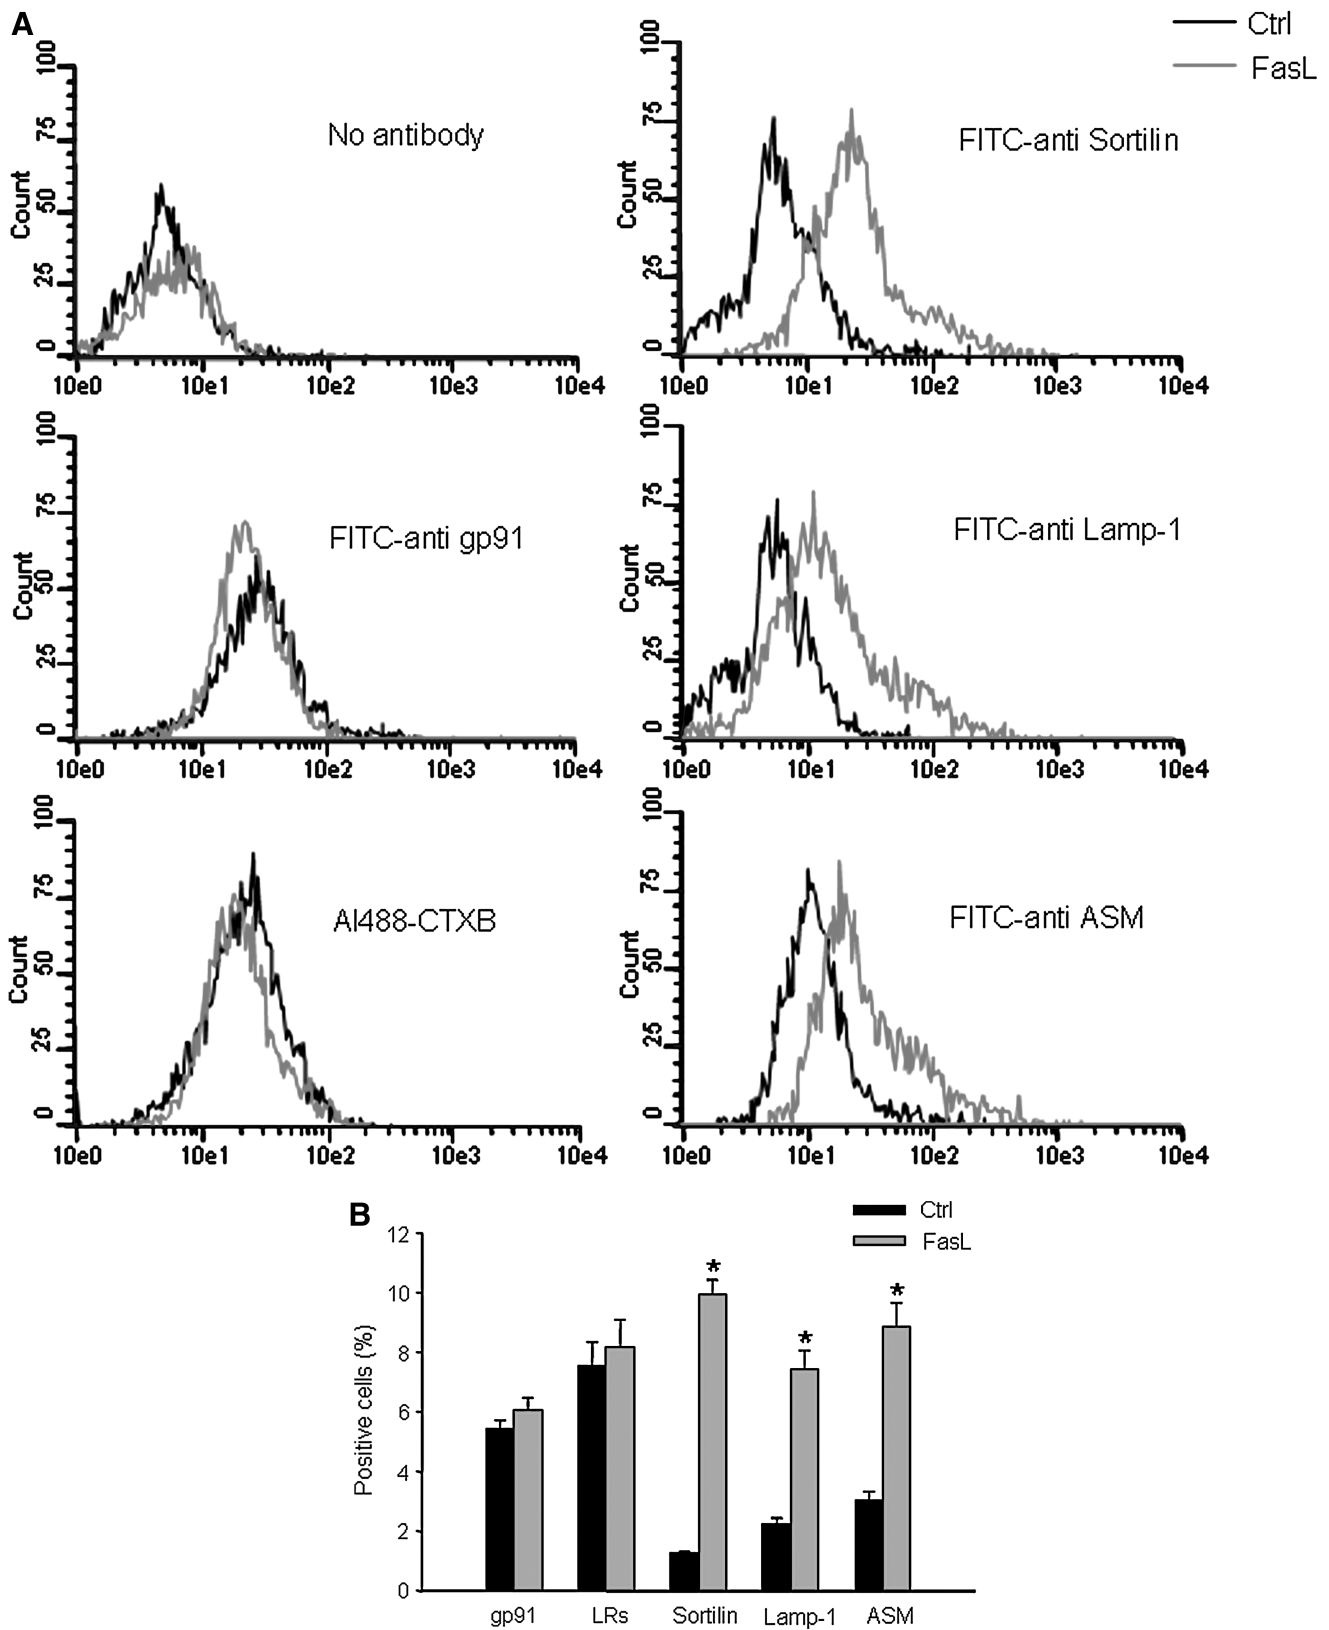 A
Ctrl
FasL
No antibody
Count
100
75
50
25
0
10e0 10e1 10e2 10e3 10e4
FITC-anti Sortilin
Count
100
75
50
25
0
10e0 10e1 10e2 10e3 10e4
FITC-anti gp91
Count
100
75
50
25
0
10e0 10e1 10e2 10e3 10e4
FITC-anti Lamp-1
Count
100
75
50
25
0
10e0 10e1 10e2 10e3 10e4
Al488-CTXB
Count
100
75
50
25
0
10e0 10e1 10e2 10e3 10e4
FITC-anti ASM
Count
100
75
50
25
0
10e0 10e1 10e2 10e3 10e4
B
Ctrl
FasL
Positive cells (%)
12
10
8
6
4
2
0
* * *
gp91 LRs Sortilin Lamp-1 ASM